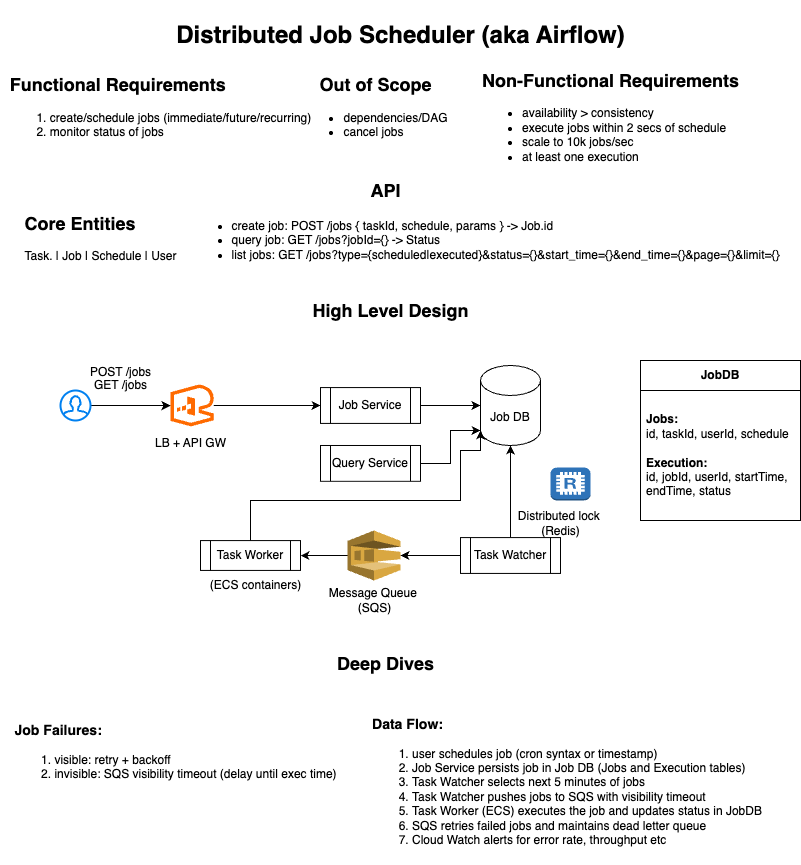 Distributed Job Scheduler (aka Airflow)
Functional Requirements
1. create/schedule jobs (immediate/future/recurring)
2. monitor status of jobs
Out of Scope
• dependencies/DAG
• cancel jobs
Non-Functional Requirements
• availability > consistency
• execute jobs within 2 secs of schedule
• scale to 10k jobs/sec
• at least one execution
API
Core Entities
Task. | Job | Schedule | User
• create job: POST /jobs { taskId, schedule, params } -> Job.id
• query job: GET /jobs?jobId={} -> Status
• list jobs: GET /jobs?type={scheduled|executed}&status={}&start_time={}&end_time={}&page={}&limit={}
High Level Design
POST /jobs
GET /jobs
LB + API GW
Job Service
Query Service
Job DB
R
Distributed lock
(Redis)
Task Worker
(ECS containers)
Message Queue
(SQS)
Task Watcher
JobDB
Jobs:
id, taskId, userId, schedule
Execution:
id, jobId, userId, startTime,
endTime, status
Deep Dives
Job Failures:
1. visible: retry + backoff
2. invisible: SQS visibility timeout (delay until exec time)
Data Flow:
1. user schedules job (cron syntax or timestamp)
2. Job Service persists job in Job DB (Jobs and Execution tables)
3. Task Watcher selects next 5 minutes of jobs
4. Task Watcher pushes jobs to SQS with visibility timeout
5. Task Worker (ECS) executes the job and updates status in JobDB
6. SQS retries failed jobs and maintains dead letter queue
7. Cloud Watch alerts for error rate, throughput etc